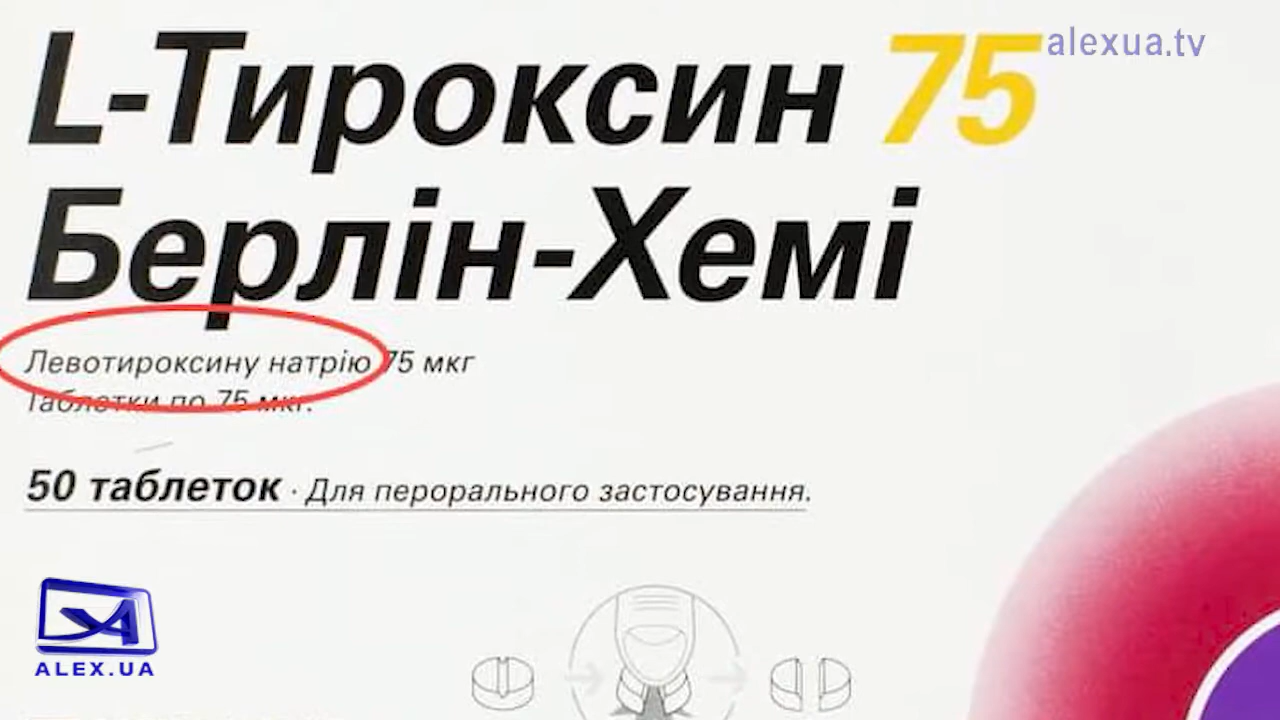 L-Тироксин 75
alexua.tv
Берлін-Хемі
Левотироксину натрію 75 мкг
Таблетки по 75 мкг.
50 таблеток · Для перорального застосування.
ALEX.UA